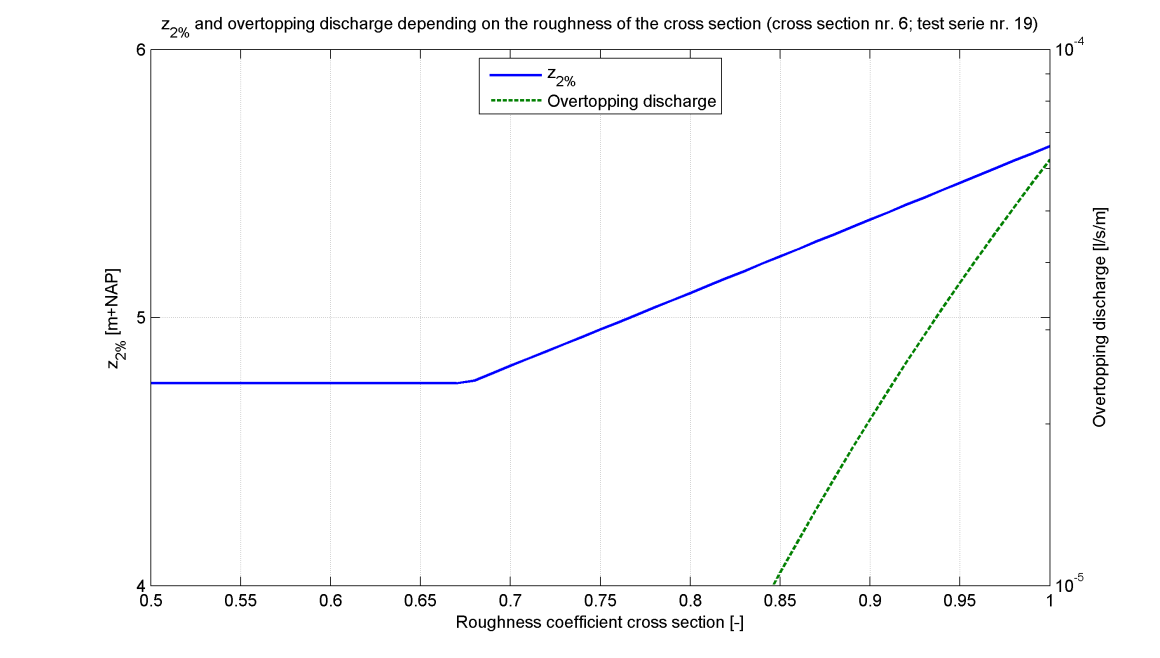 z2% and overtopping discharge depending on the roughness of the cross section (cross section nr. 6; test serie nr. 19)
z2%
Overtopping discharge
6
5
4
z2% [m+NAP]
10-4
10-5
Overtopping discharge [l/s/m]
0.5 0.55 0.6 0.65 0.7 0.75 0.8 0.85 0.9 0.95 1
Roughness coefficient cross section [-]